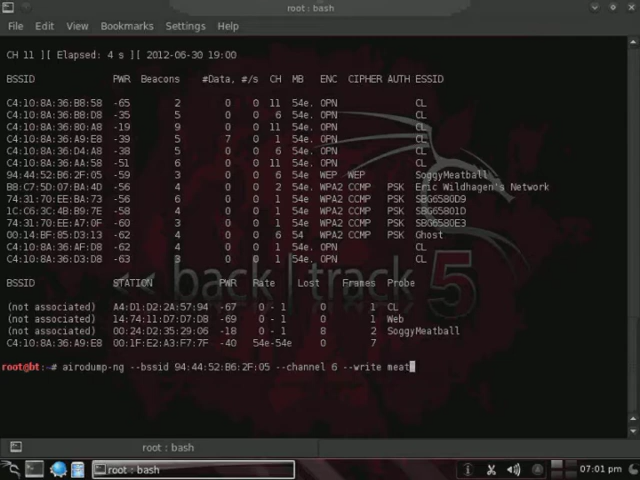 root : bash
File Edit View Bookmarks Settings Help
CH 11 ][ Elapsed: 4 s ][ 2012-06-30 19:00
BSSID PWR Beacons #Data, #/s CH MB ENC CIPHER AUTH ESSID
C4:10:8A:36:B8:58 -65 2 0 0 11 54e. OPN CL
C4:10:8A:36:B8:D8 -35 5 0 0 6 54e. OPN CL
C4:10:8A:36:80:A8 -19 9 0 0 11 54e. OPN CL
C4:10:8A:36:A9:E8 -39 5 7 0 1 54e. OPN CL
C4:10:8A:36:D4:A8 -38 5 0 0 6 54e. OPN CL
C4:10:8A:36:AA:58 -51 6 0 0 11 54e. OPN CL
94:44:52:B6:2F:05 -59 3 0 0 6 54e WEP WEP SoggyMeatball
B8:C7:5D:07:BA:4D -56 4 0 0 2 54e. WPA2 CCMP PSK Eric Wildhagen's Network
74:31:70:EE:BA:73 -56 6 0 0 1 54e WPA2 CCMP PSK SBG6580D9
1C:C6:3C:4B:B9:7E -58 4 0 0 1 54e WPA2 CCMP PSK SBG65801D
74:31:70:EE:A7:0F -60 3 0 0 1 54e WPA2 CCMP PSK SBG6580E3
00:14:BF:85:D3:13 -60 4 0 0 6 54 WPA2 CCMP PSK Ghost
C4:10:8A:36:AF:D8 -62 4 0 0 1 54e. OPN CL
C4:10:8A:36:D3:D8 -63 3 0 0 1 54e. OPN CL
<< back | track 5
BSSID STATION PWR Rate Lost Frames Probe
(not associated) A4:D1:D2:2A:57:94 -67 0 - 1 0 1 CL
(not associated) 14:74:11:D7:D7:D8 -69 0 - 1 0 1 Web
(not associated) 00:24:D2:35:29:06 -18 0 - 1 8 2 SoggyMeatball
C4:10:8A:36:A9:E8 00:1F:E2:A3:F7:7F -40 54e-54e 0 7
root@bt:~# airodump-ng --bssid 94:44:52:B6:2F:05 --channel 6 --write meat
root : bash
root : bash
07:01 pm